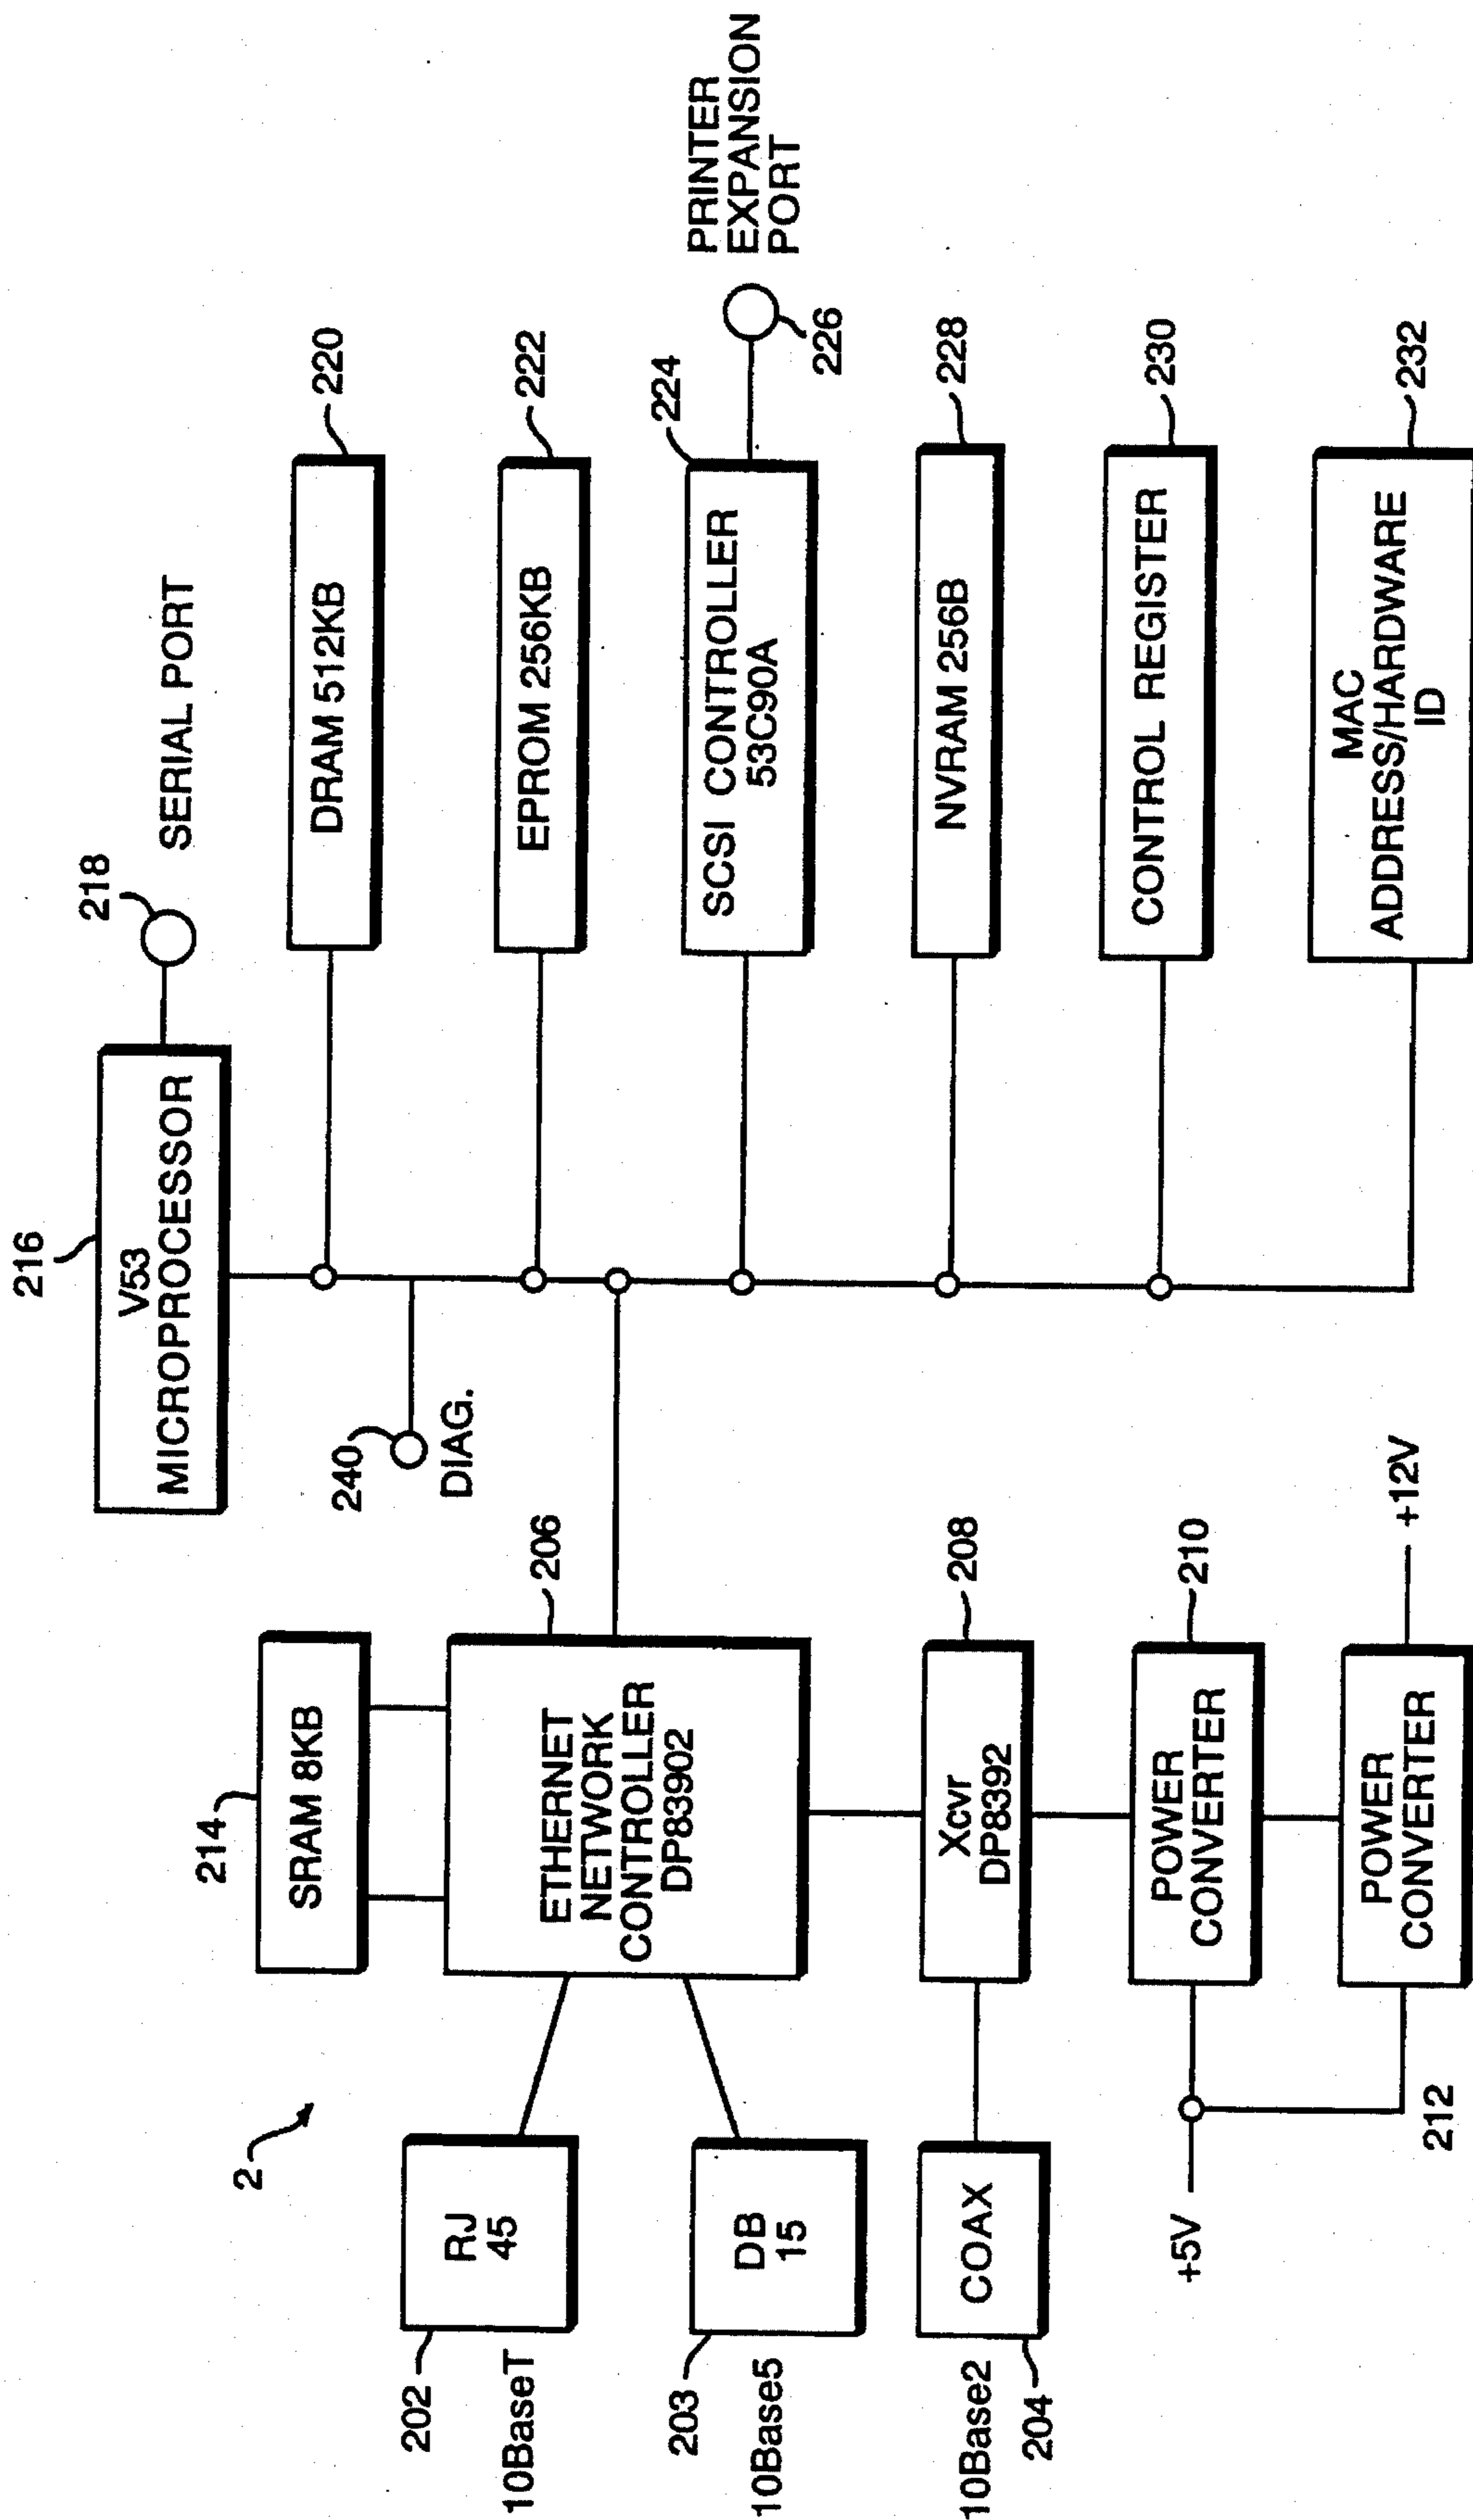 216
V53
MICROPROCESSOR
218
SERIAL PORT
240
DIAG.
214
SRAM 8KB
220
DRAM 512KB
2
206
ETHERNET
NETWORK
CONTROLLER
DP83902
222
EPROM 256KB
202
RJ
45
10BaseT
224
SCSI CONTROLLER
53C90A
226
PRINTER
EXPANSION
PORT
203
DB
15
10Base5
208
Xcvr
DP8392
228
NVRAM 256B
COAX
10Base2
204
210
POWER
CONVERTER
230
CONTROL REGISTER
+5V
212
POWER
CONVERTER
+12V
232
MAC
ADDRESS/HARDWARE
ID